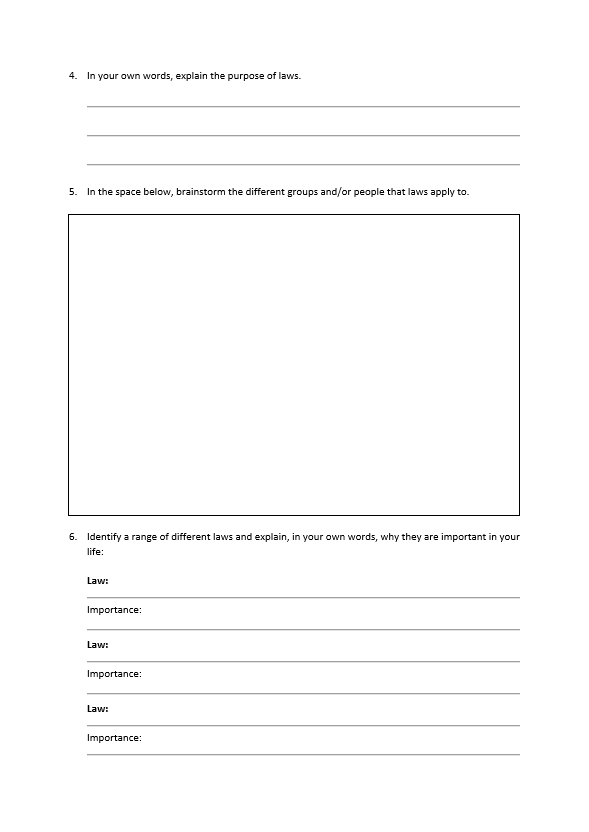 4. In your own words, explain the purpose of laws.
5. In the space below, brainstorm the different groups and/or people that laws apply to.
6. Identify a range of different laws and explain, in your own words, why they are important in your
life:
Law:
Importance:
Law:
Importance:
Law:
Importance: